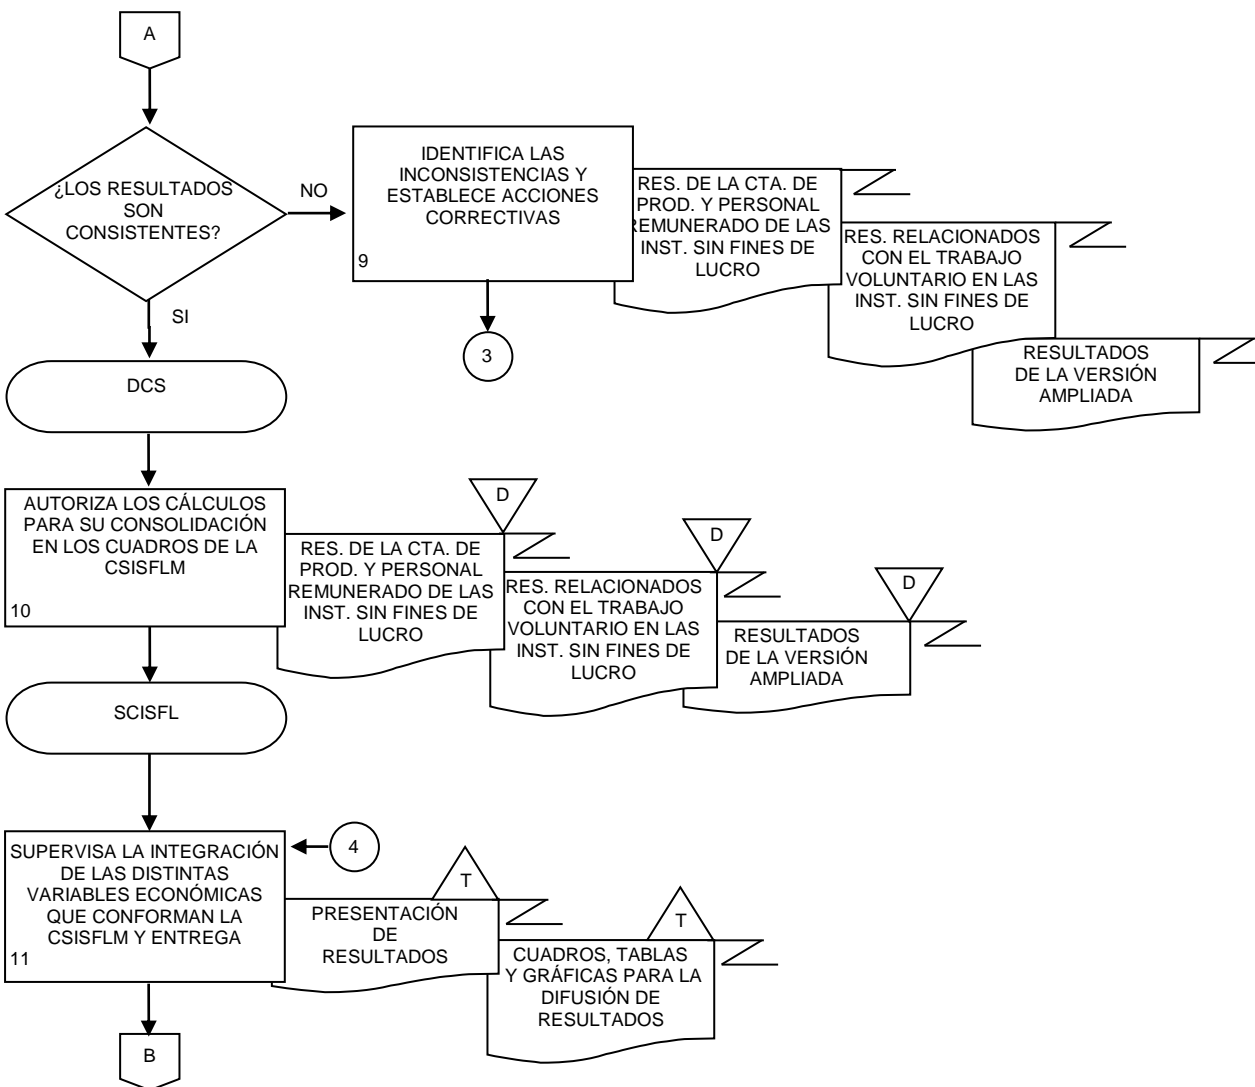 A
¿LOS RESULTADOS
SON
CONSISTENTES?
NO
SI
IDENTIFICA LAS
INCONSISTENCIAS Y
ESTABLECE ACCIONES
CORRECTIVAS
9
RES. DE LA CTA. DE
PROD. Y PERSONAL
REMUNERADO DE LAS
INST. SIN FINES DE
LUCRO
RES. RELACIONADOS
CON EL TRABAJO
VOLUNTARIO EN LAS
INST. SIN FINES DE
LUCRO
RESULTADOS
DE LA VERSIÓN
AMPLIADA
3
DCS
AUTORIZA LOS CÁLCULOS
PARA SU CONSOLIDACIÓN
EN LOS CUADROS DE LA
CSISFLM
10
D
RES. DE LA CTA. DE
PROD. Y PERSONAL
REMUNERADO DE LAS
INST. SIN FINES DE
LUCRO
D
RES. RELACIONADOS
CON EL TRABAJO
VOLUNTARIO EN LAS
INST. SIN FINES DE
LUCRO
D
RESULTADOS
DE LA VERSIÓN
AMPLIADA
SCISFL
SUPERVISA LA INTEGRACIÓN
DE LAS DISTINTAS
VARIABLES ECONÓMICAS
QUE CONFORMAN LA
CSISFLM Y ENTREGA
11
4
T
PRESENTACIÓN
DE
RESULTADOS
T
CUADROS, TABLAS
Y GRÁFICAS PARA LA
DIFUSIÓN DE
RESULTADOS
B